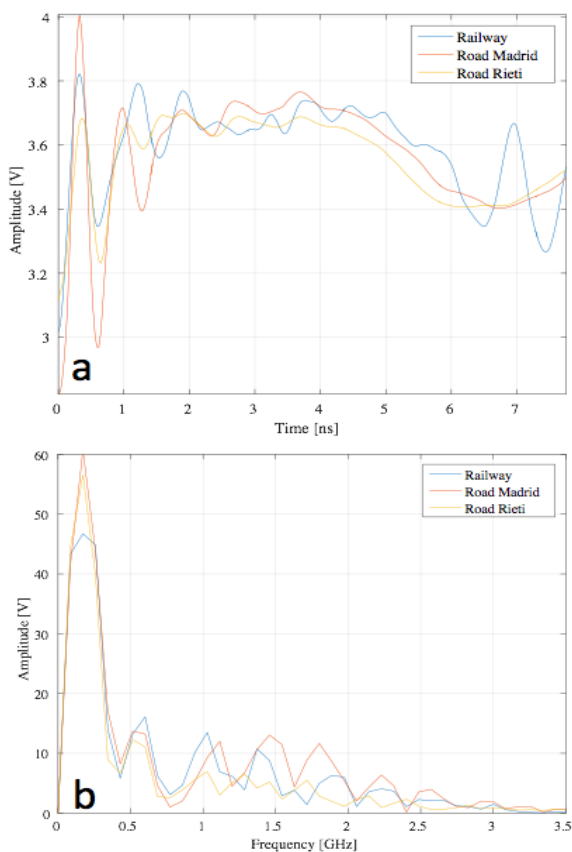 4
3.8
3.6
3.4
3.2
3
Amplitude [V]
Railway
Road Madrid
Road Rieti
a
0 1 2 3 4 5 6 7
Time [ns]
60
50
40
30
20
10
0
Amplitude [V]
Railway
Road Madrid
Road Rieti
b
0 0.5 1 1.5 2 2.5 3 3.5
Frequency [GHz]